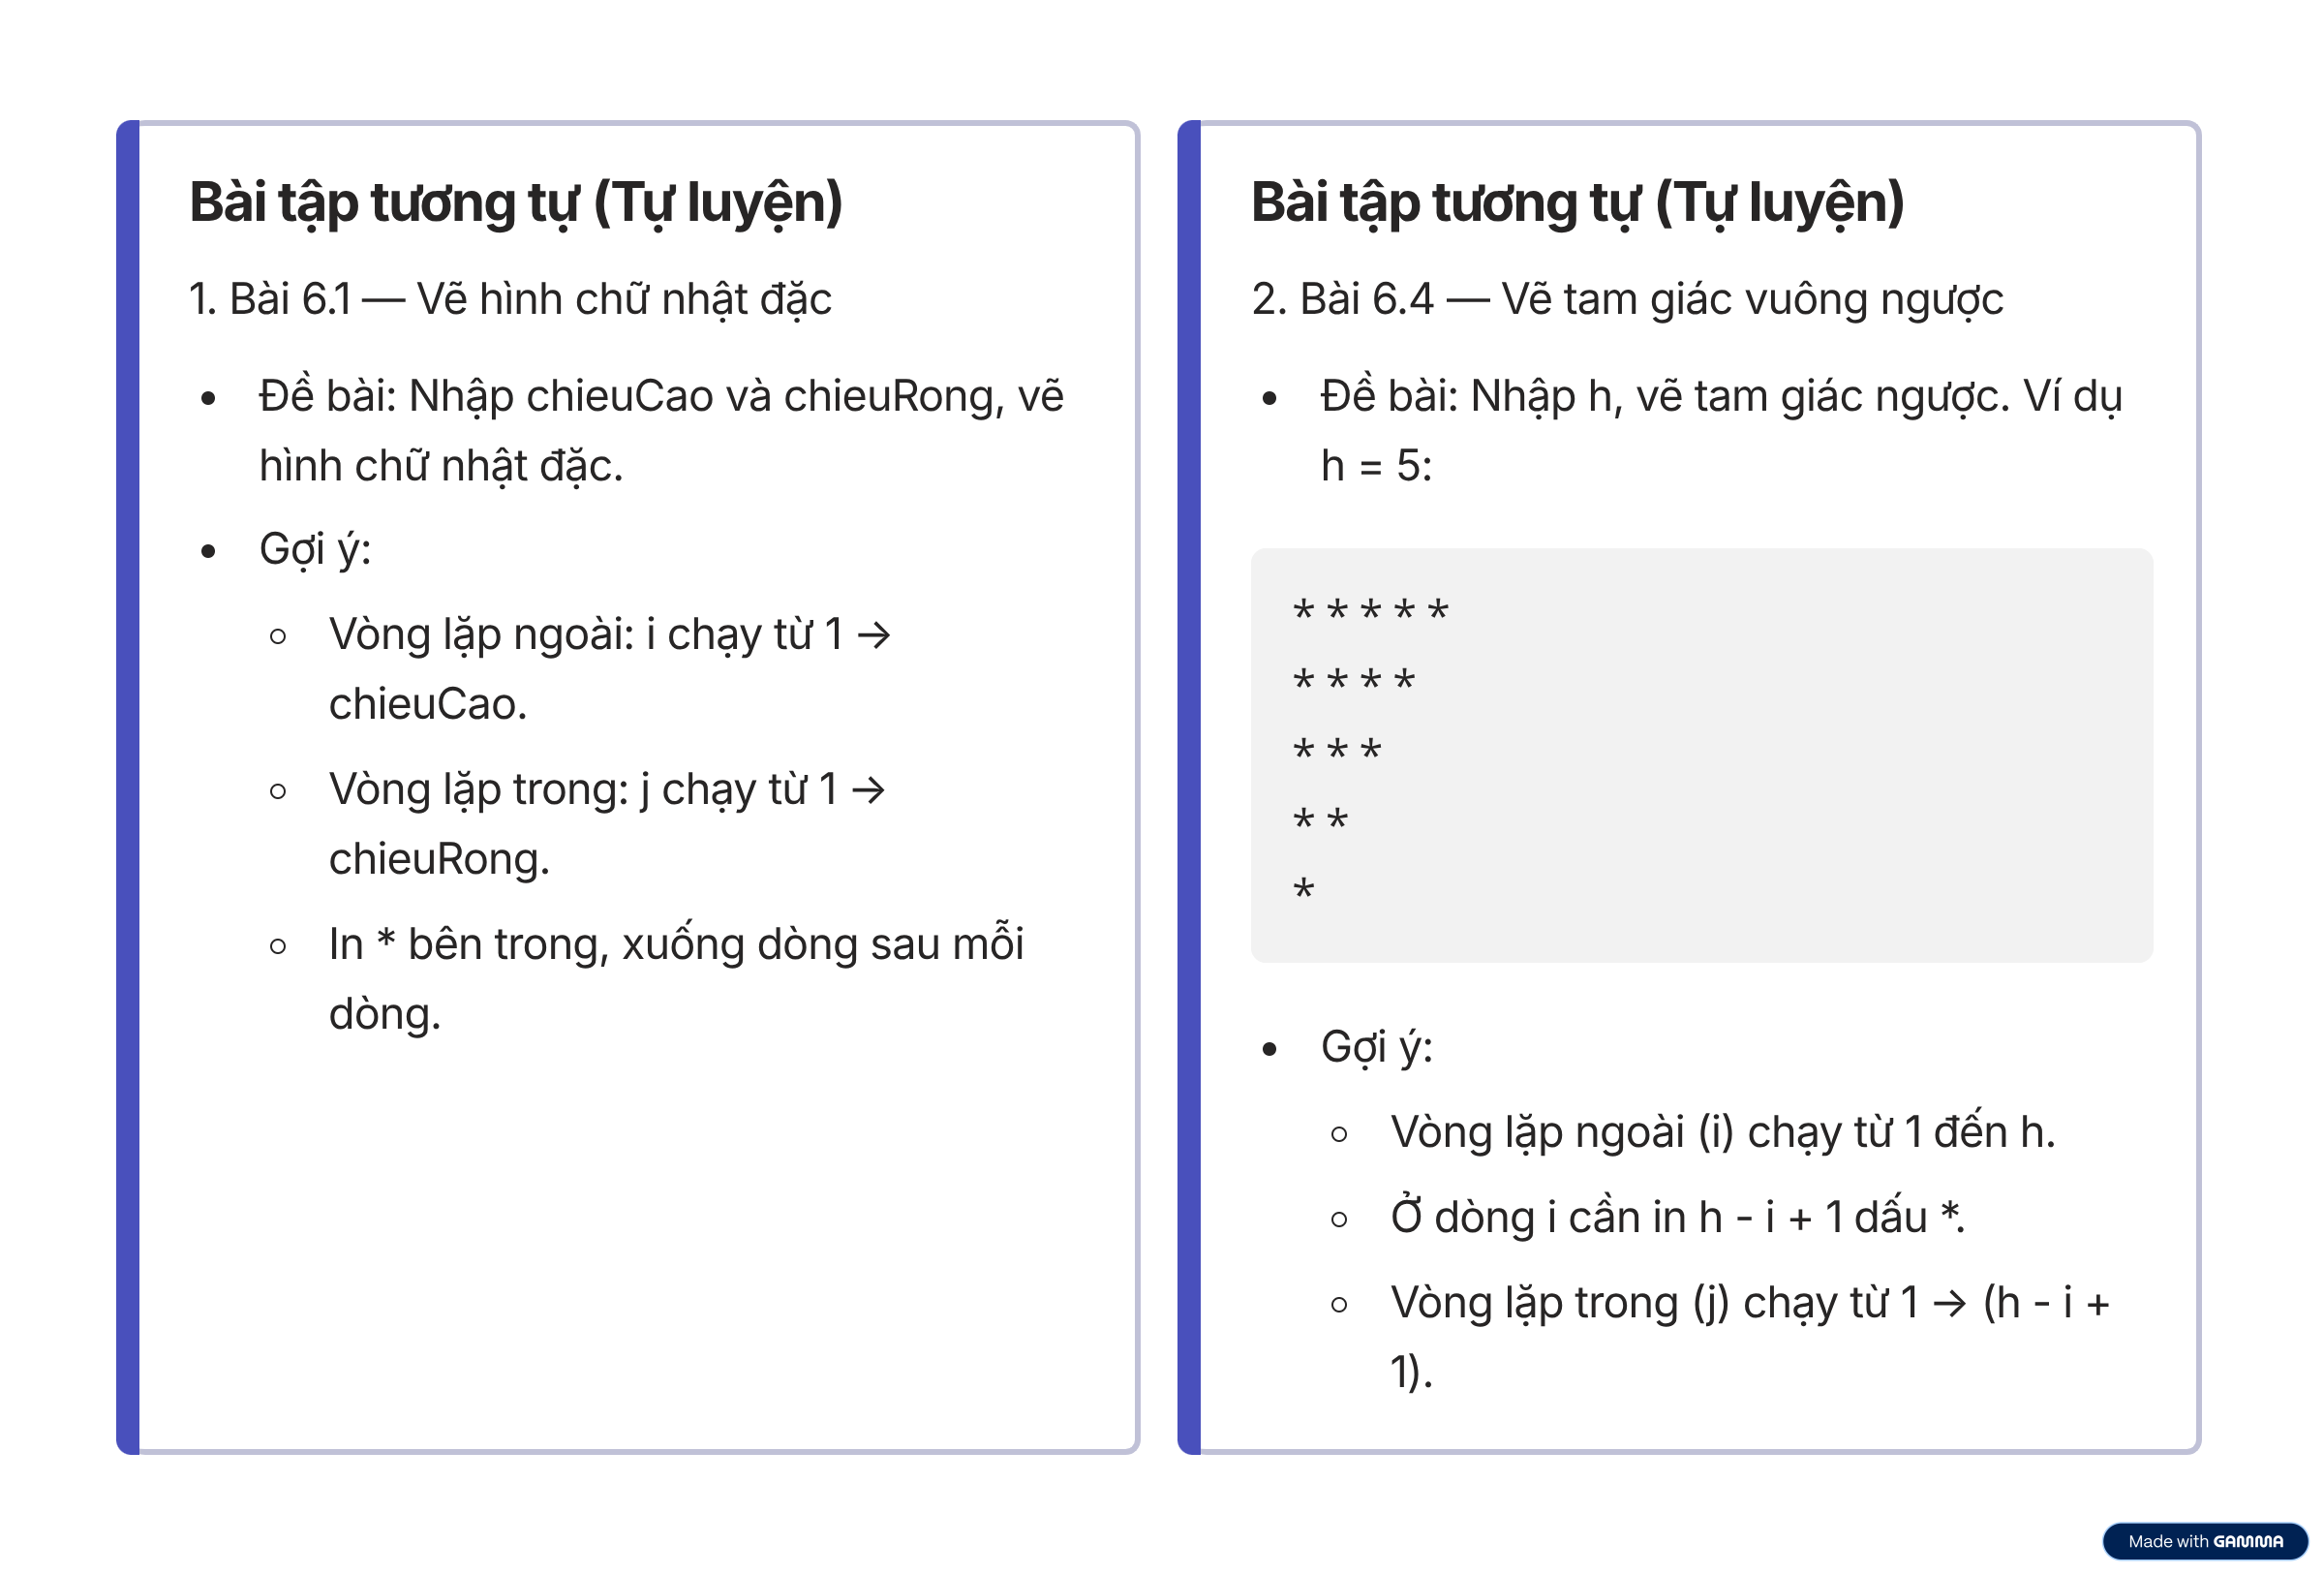 Bài tập tương tự (Tự luyện)
1. Bài 6.1 — Vẽ hình chữ nhật đặc
• Đề bài: Nhập chieuCao và chieuRong, vẽ
hình chữ nhật đặc.
• Gợi ý:
◦ Vòng lặp ngoài: i chạy từ 1 →
chieuCao.
◦ Vòng lặp trong: j chạy từ 1 →
chieuRong.
◦ In * bên trong, xuống dòng sau mỗi
dòng.
Bài tập tương tự (Tự luyện)
2. Bài 6.4 — Vẽ tam giác vuông ngược
• Đề bài: Nhập h, vẽ tam giác ngược. Ví dụ
h = 5:
* * * * *
* * * *
* * *
* *
*
• Gợi ý:
◦ Vòng lặp ngoài (i) chạy từ 1 đến h.
◦ Ở dòng i cần in h - i + 1 dấu *.
◦ Vòng lặp trong (j) chạy từ 1 → (h - i +
1).
Made with GAMMA